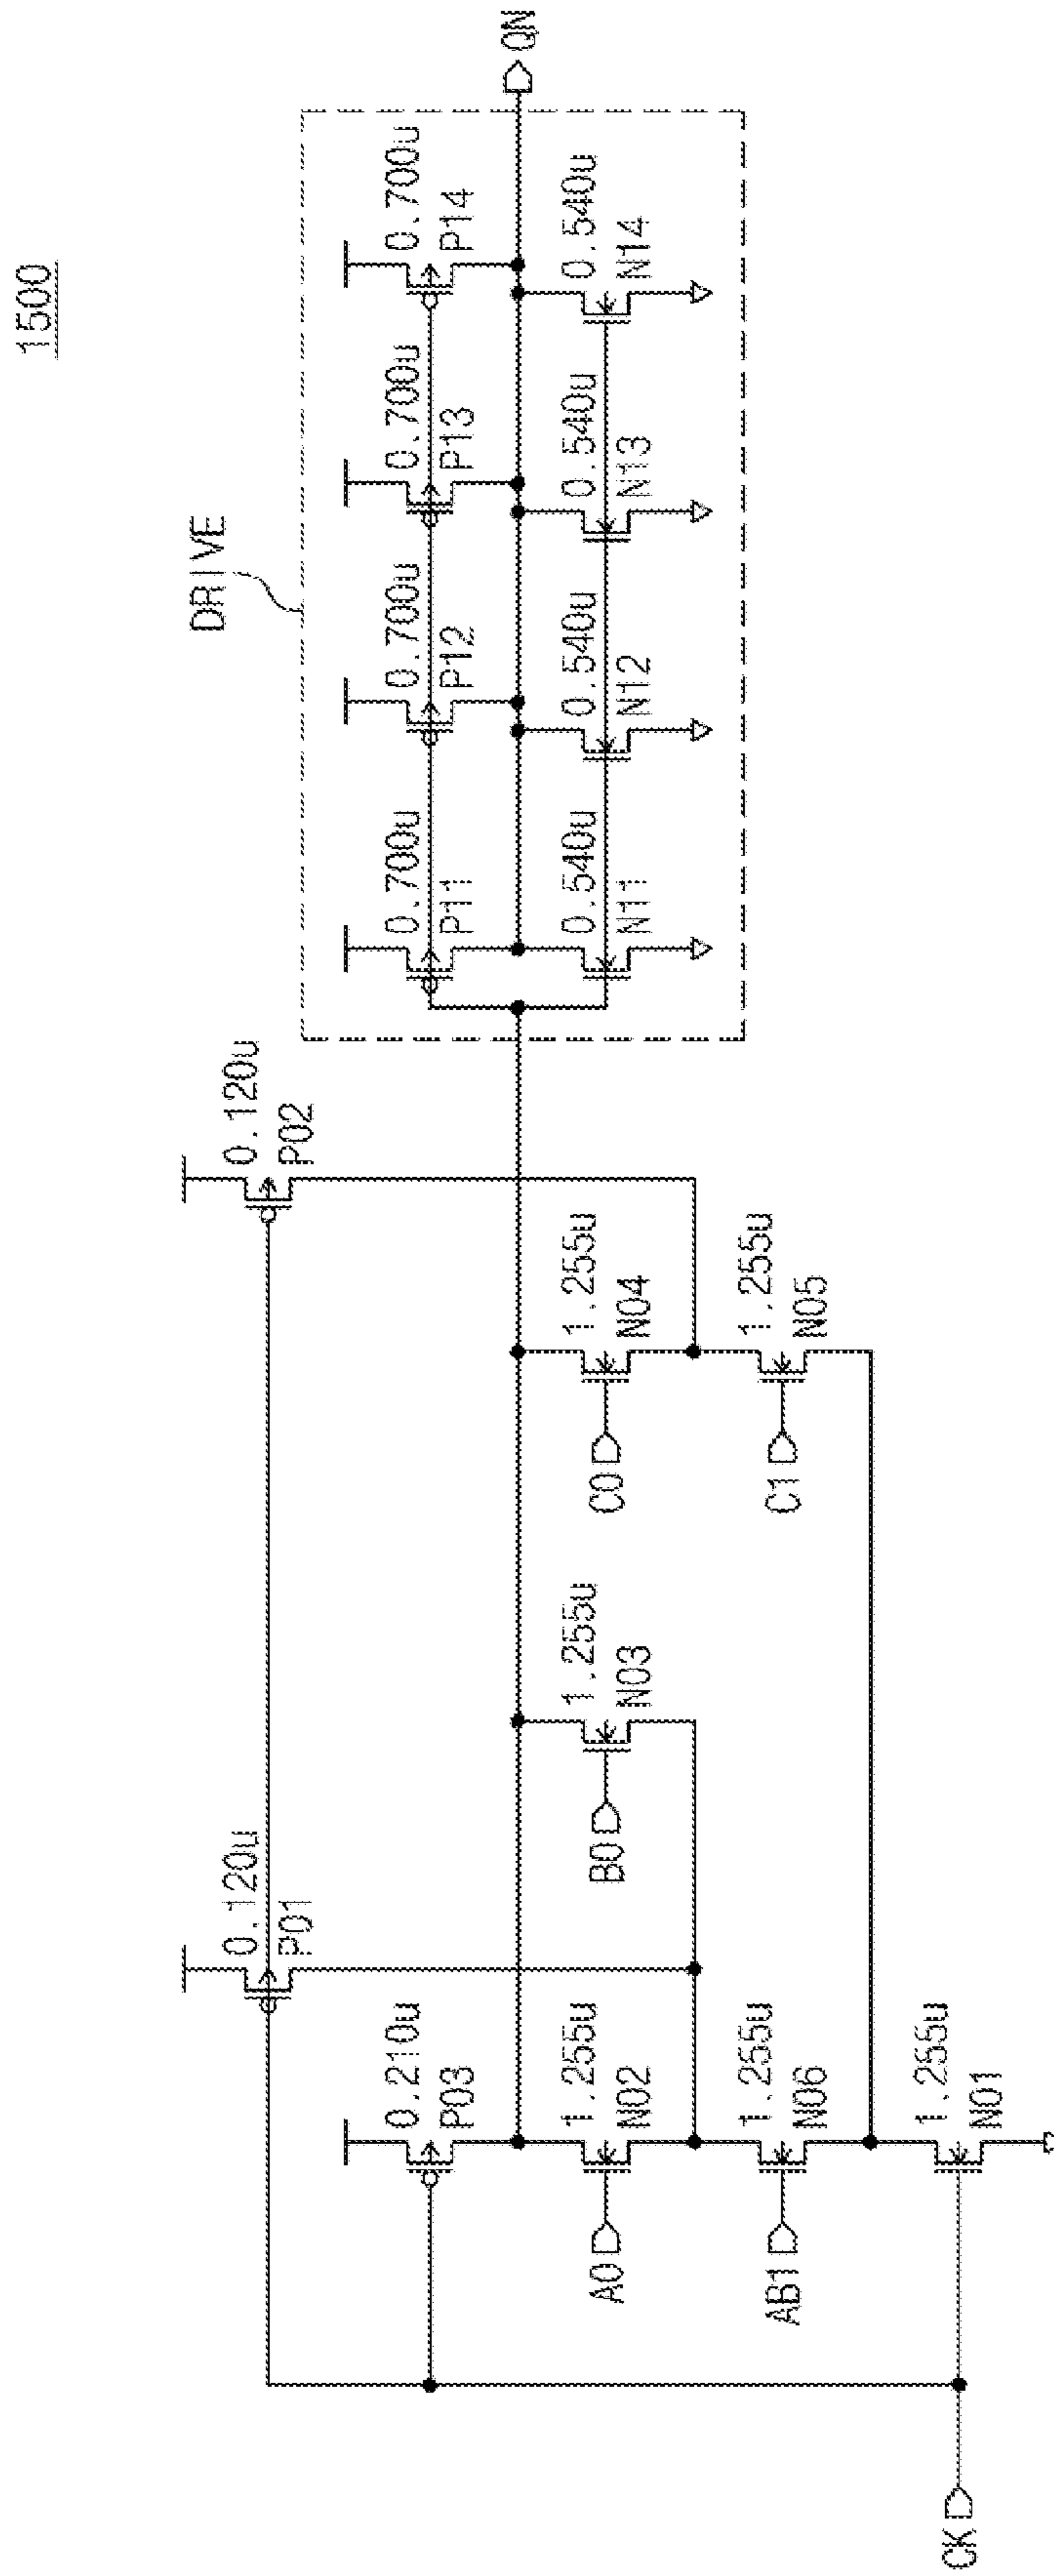 1500
DRIVE
0.120u
P01
0.120u
P02
0.210u
P03
0.700u
P11
0.700u
P12
0.700u
P13
0.700u
P14
QN
A0
1.255u
N02
B0
1.255u
N03
C0
1.255u
N04
0.540u
N11
0.540u
N12
0.540u
N13
0.540u
N14
AB1
1.255u
N06
C1
1.255u
N05
CK
1.255u
N01